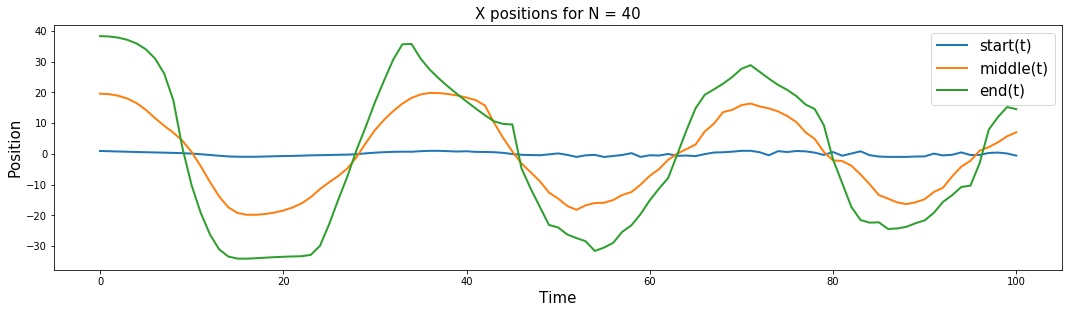 X positions for N = 40
Position
40
30
20
10
0
−10
−20
−30
start(t)
middle(t)
end(t)
0 20 40 60 80 100
Time